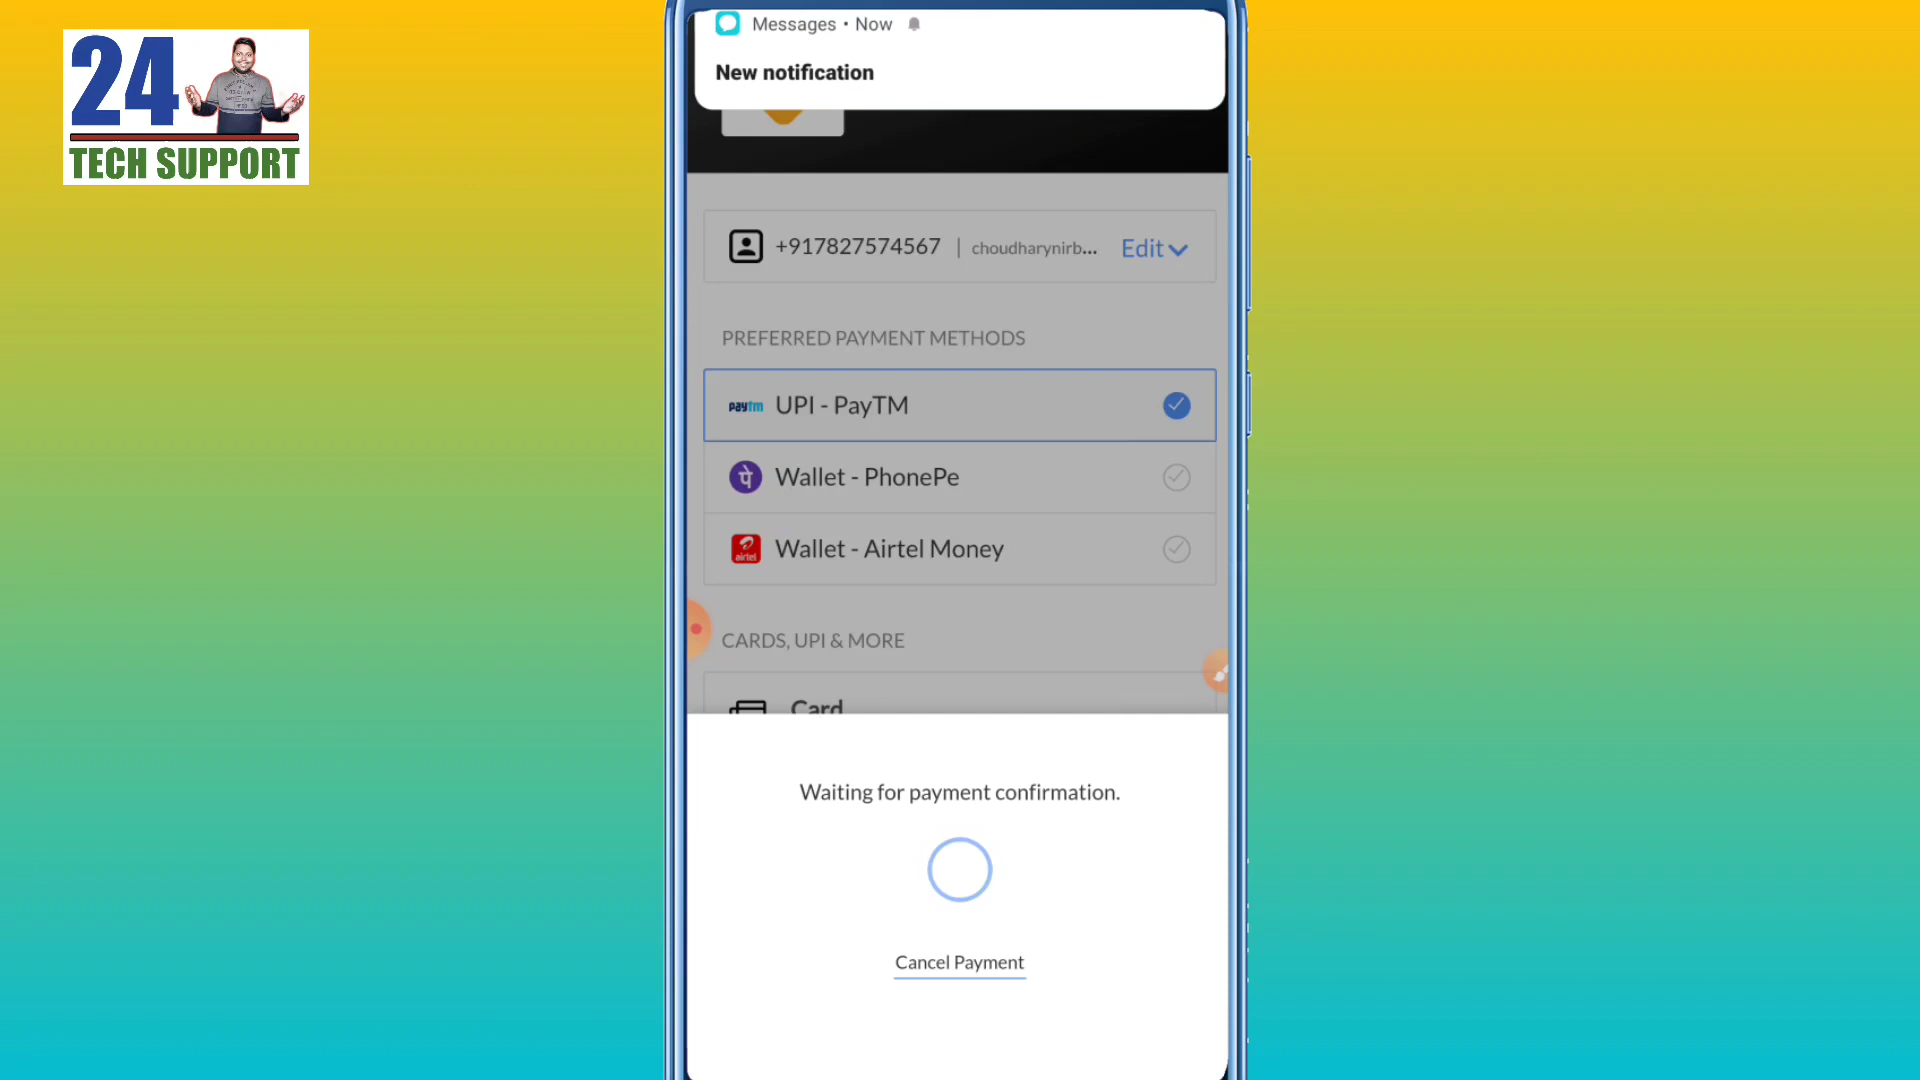 24
TECH SUPPORT
Messages • Now
New notification
+917827574567 | choudharynirb... Edit
PREFERRED PAYMENT METHODS
paytm UPI - PayTM
पे Wallet - PhonePe
airtel Wallet - Airtel Money
CARDS, UPI & MORE
Card
Waiting for payment confirmation.
Cancel Payment